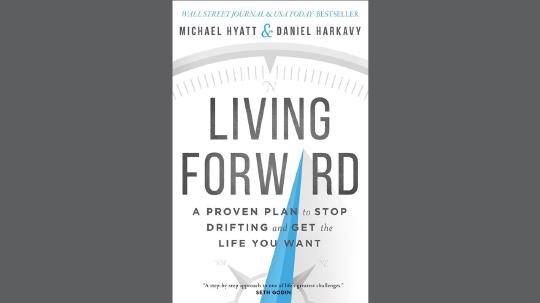 WALL STREET JOURNAL & USA TODAY BESTSELLER
MICHAEL HYATT & DANIEL HARKAVY
N
LIVING
FORWARD
A PROVEN PLAN to STOP
DRIFTING and GET the
LIFE YOU WANT
"A step-by-step approach to one of life's greatest challenges."
SETH GODIN